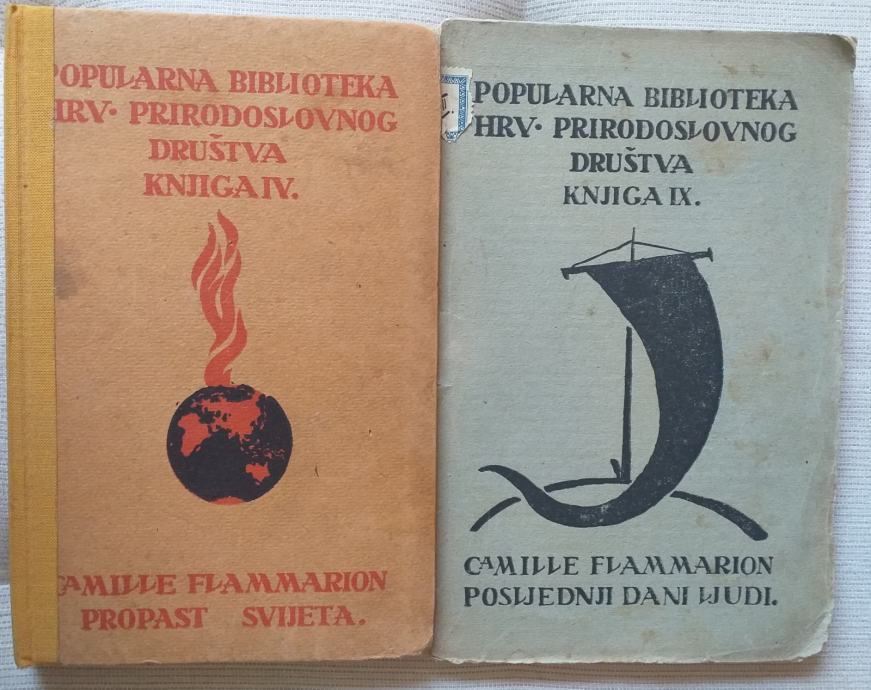 POPULARNA BIBLIOTEKA
HRV. PRIRODOSLOVNOG
DRUŠTVA
KNJIGA IV.
CAMILLE FLAMMARION
PROPAST SVIJETA.
POPULARNA BIBLIOTEKA
HRV. PRIRODOSLOVNOG
DRUŠTVA
KNJIGA IX.
CAMILLE FLAMMARION
POSLJEDNJI DANI LJUDI.